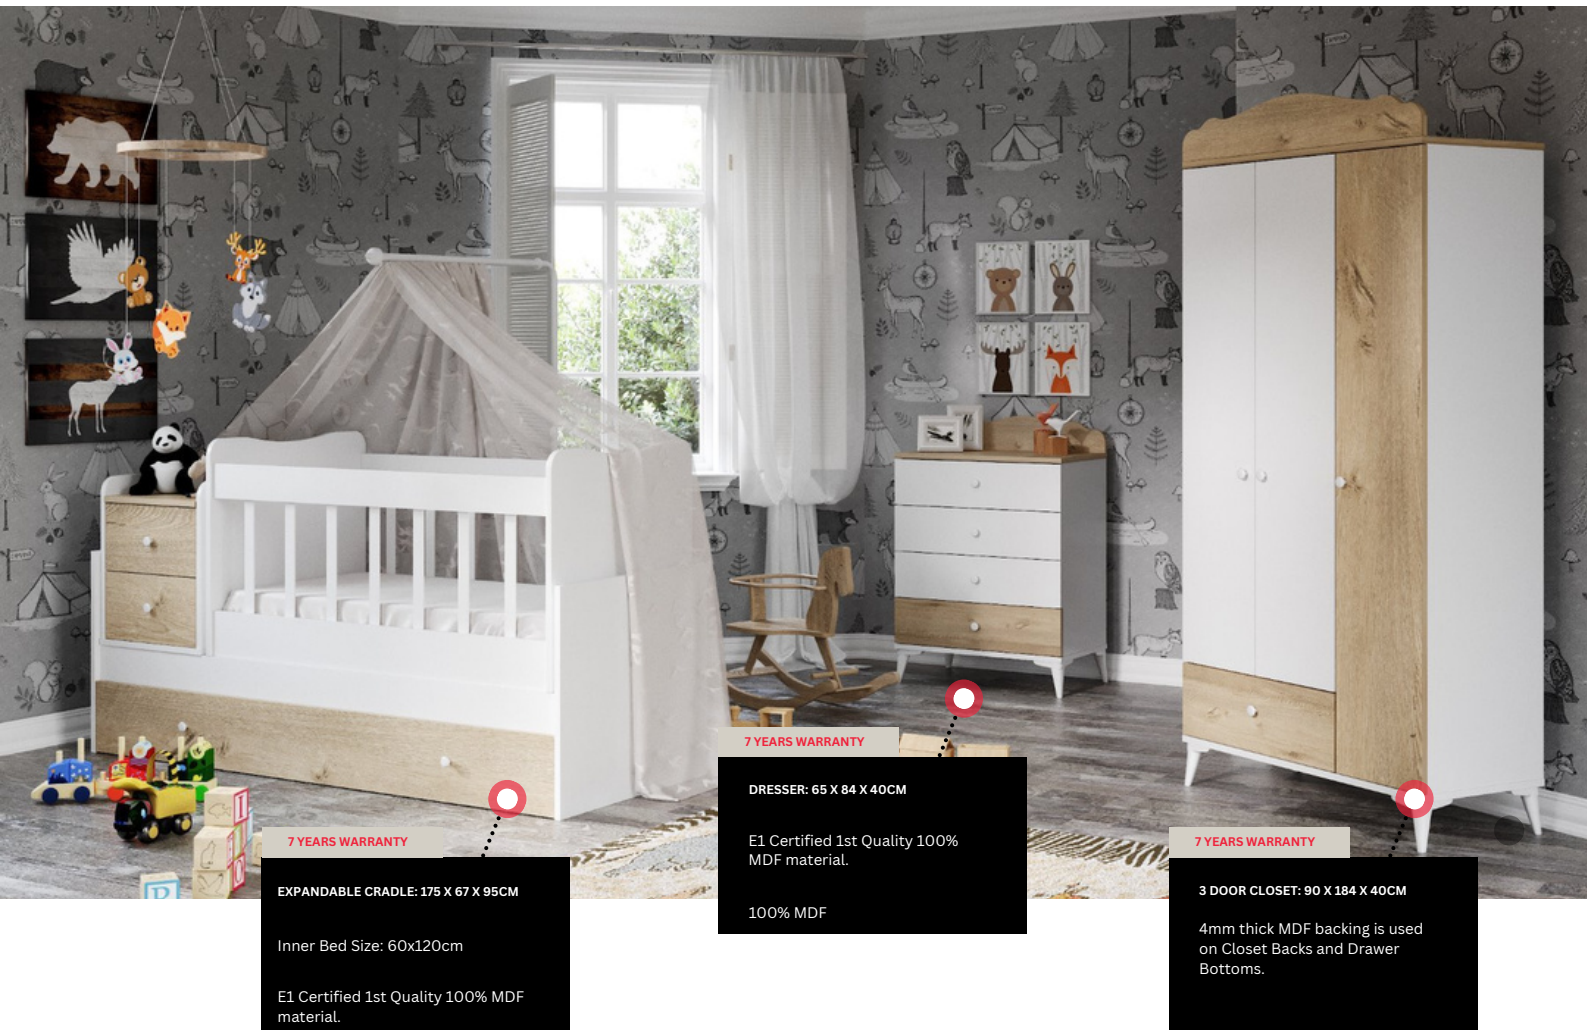 7 YEARS WARRANTY
EXPANDABLE CRADLE: 175 X 67 X 95CM
Inner Bed Size: 60x120cm
E1 Certified 1st Quality 100% MDF
material.
7 YEARS WARRANTY
DRESSER: 65 X 84 X 40CM
E1 Certified 1st Quality 100%
MDF material.
100% MDF
7 YEARS WARRANTY
3 DOOR CLOSET: 90 X 184 X 40CM
4mm thick MDF backing is used
on Closet Backs and Drawer
Bottoms.